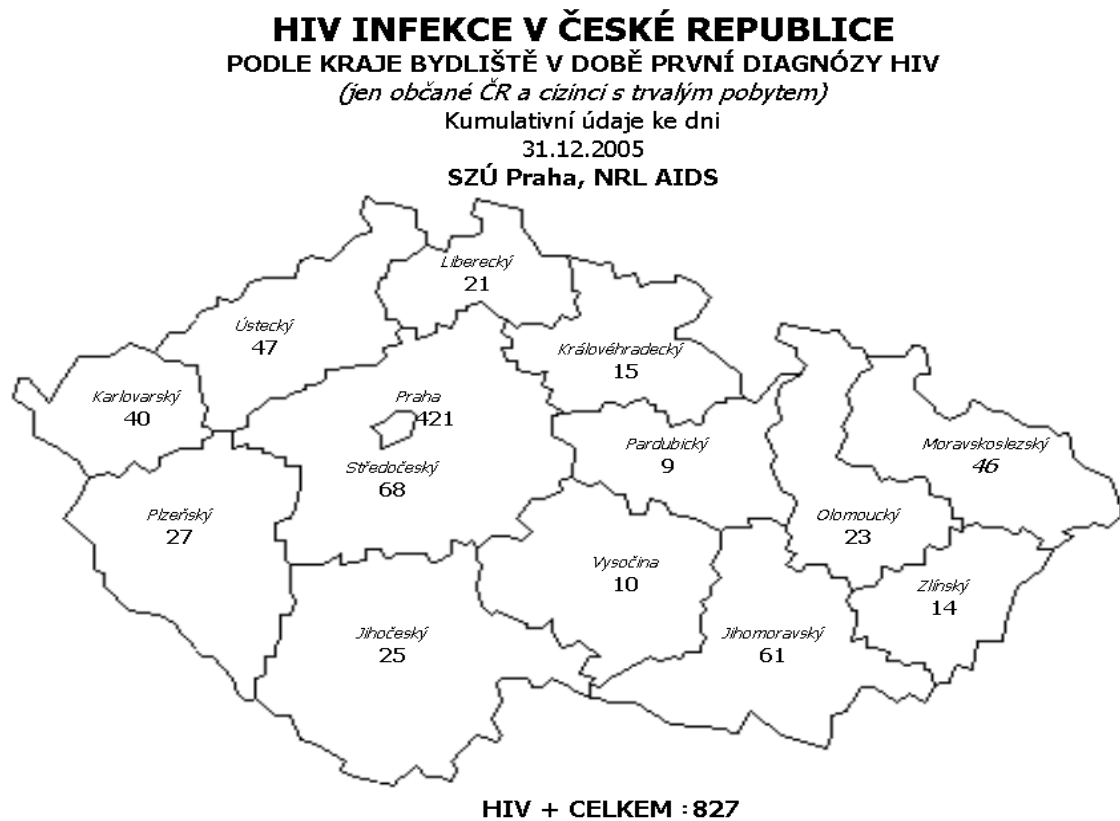 HIV INFEKCE V ČESKÉ REPUBLICE
PODLE KRAJE BYDLIŠTĚ V DOBĚ PRVNÍ DIAGNÓZY HIV
(jen občané ČR a cizinci s trvalým pobytem)
Kumulativní údaje ke dni
31.12.2005
SZÚ Praha, NRL AIDS
Liberecký
21
Ústecký
47
Královéhradecký
15
Karlovarský
40
Praha
421
Pardubický
9
Moravskoslezský
46
Středočeský
68
Plzeňský
27
Olomoucký
23
Vysočina
10
Zlínský
14
Jihočeský
25
Jihomoravský
61
HIV + CELKEM : 827